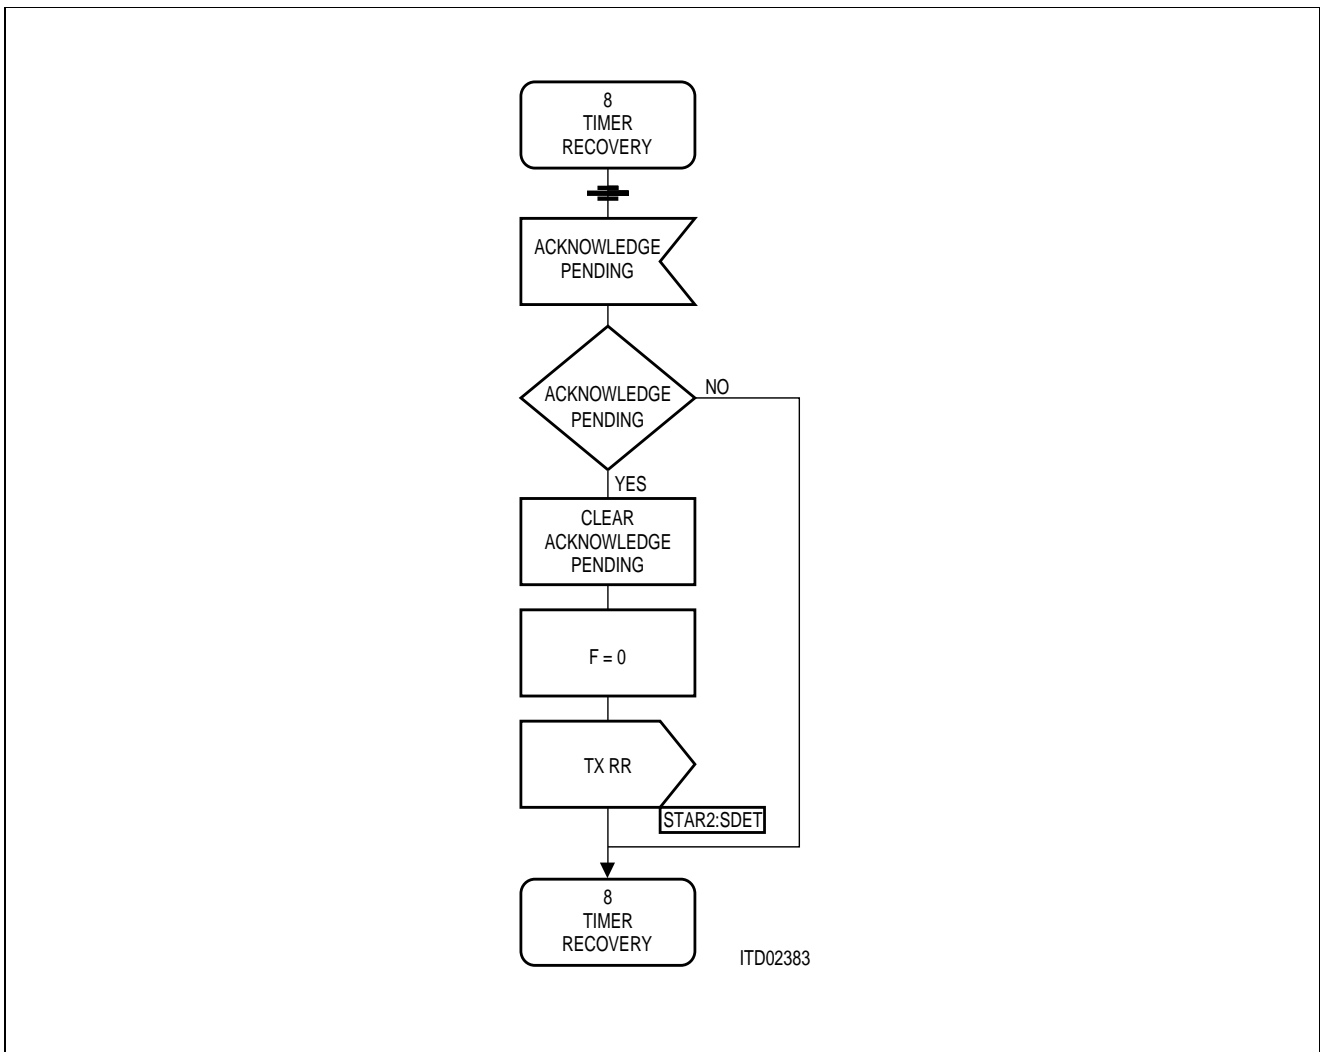 8
TIMER
RECOVERY
ACKNOWLEDGE
PENDING
ACKNOWLEDGE
PENDING
NO
YES
CLEAR
ACKNOWLEDGE
PENDING
F = 0
TX RR
STAR2:SDET
8
TIMER
RECOVERY
ITD02383